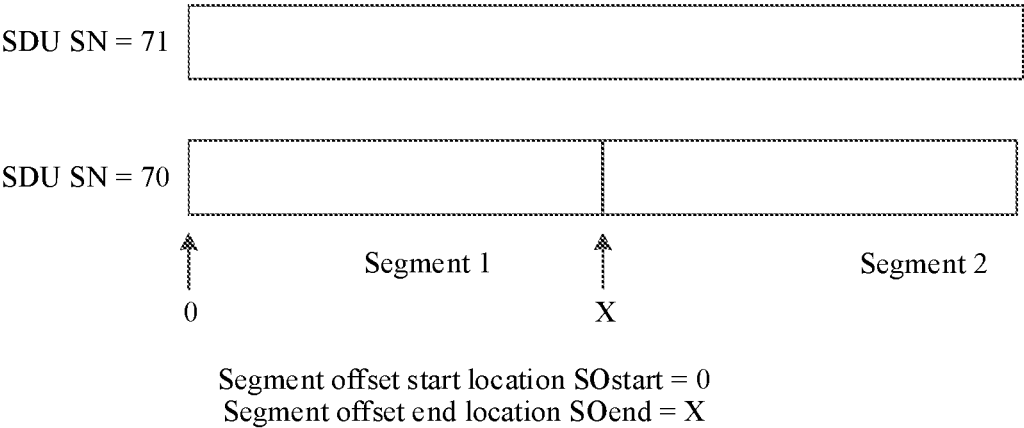 SDU SN = 71
SDU SN = 70
Segment 1
Segment 2
0
X
Segment offset start location SOstart = 0
Segment offset end location SOend = X